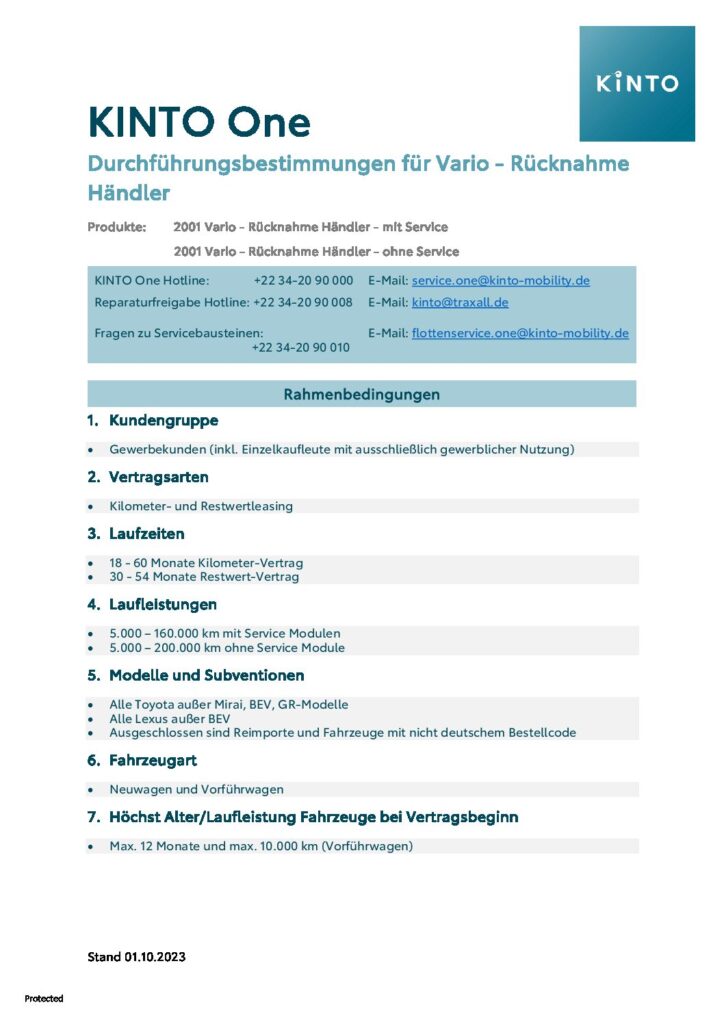 KINTO
KINTO One
Durchführungsbestimmungen für Vario – Rücknahme
Händler
Produkte: 2001 Vario – Rücknahme Händler – mit Service
2001 Vario – Rücknahme Händler – ohne Service
KINTO One Hotline: +22 34-20 90 000 E-Mail: service.one@kinto-mobility.de
Reparaturfreigabe Hotline: +22 34-20 90 008 E-Mail: kinto@traxall.de
Fragen zu Servicebausteinen: E-Mail: flottenservice.one@kinto-mobility.de
+22 34-20 90 010
Rahmenbedingungen
1. Kundengruppe
• Gewerbekunden (inkl. Einzelkaufleute mit ausschließlich gewerblicher Nutzung)
2. Vertragsarten
• Kilometer- und Restwertleasing
3. Laufzeiten
• 18 - 60 Monate Kilometer-Vertrag
• 30 - 54 Monate Restwert-Vertrag
4. Laufleistungen
• 5.000 – 160.000 km mit Service Modulen
• 5.000 – 200.000 km ohne Service Module
5. Modelle und Subventionen
• Alle Toyota außer Mirai, BEV, GR-Modelle
• Alle Lexus außer BEV
• Ausgeschlossen sind Reimporte und Fahrzeuge mit nicht deutschem Bestellcode
6. Fahrzeugart
• Neuwagen und Vorführwagen
7. Höchst Alter/Laufleistung Fahrzeuge bei Vertragsbeginn
• Max. 12 Monate und max. 10.000 km (Vorführwagen)
Stand 01.10.2023
Protected